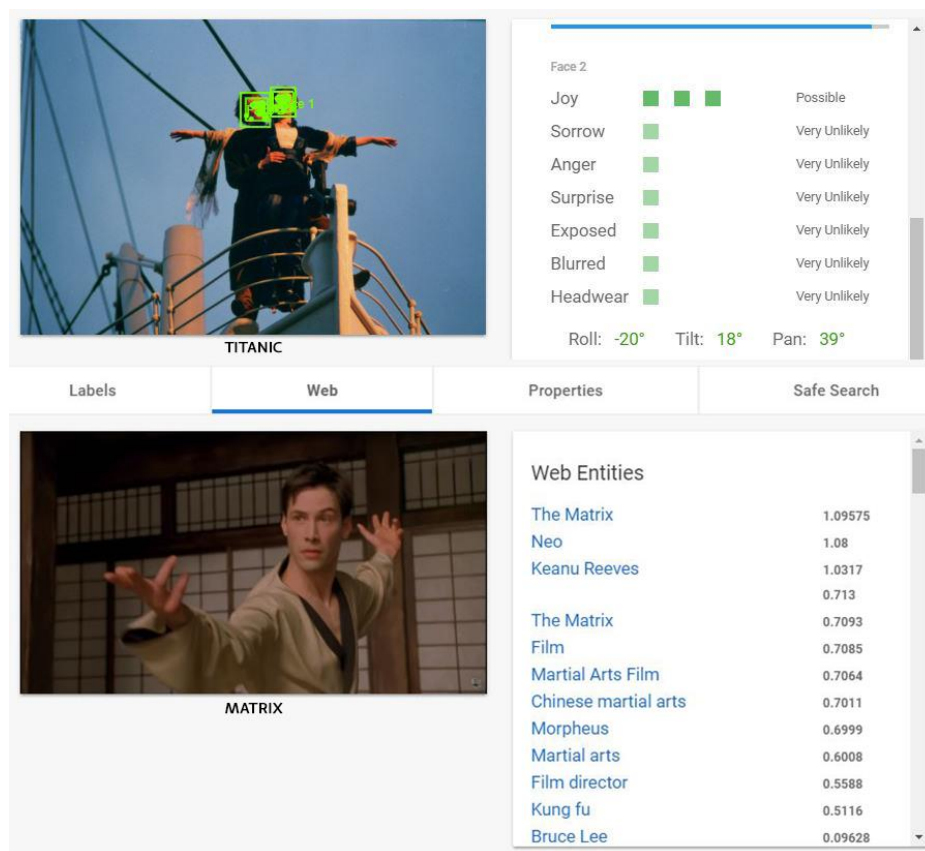 Face 1
Face 2
Joy Possible
Sorrow Very Unlikely
Anger Very Unlikely
Surprise Very Unlikely
Exposed Very Unlikely
Blurred Very Unlikely
Headwear Very Unlikely
Roll: -20° Tilt: 18° Pan: 39°
TITANIC
Labels Web Properties Safe Search
Web Entities
The Matrix 1.09575
Neo 1.08
Keanu Reeves 1.0317
0.713
The Matrix 0.7093
Film 0.7085
Martial Arts Film 0.7064
Chinese martial arts 0.7011
Morpheus 0.6999
Martial arts 0.6008
Film director 0.5588
Kung fu 0.5116
Bruce Lee 0.09628
MATRIX